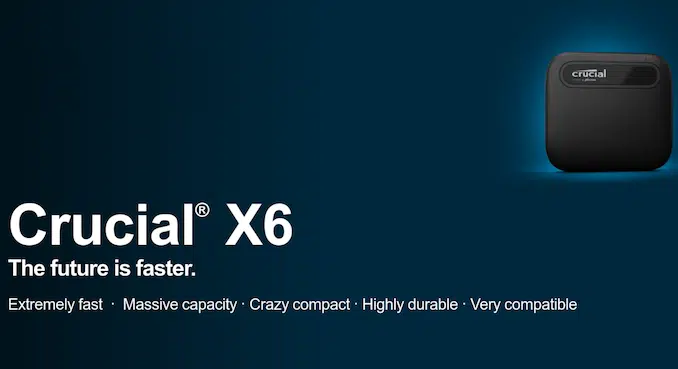 crucial
Crucial® X6
The future is faster.
Extremely fast · Massive capacity · Crazy compact · Highly durable · Very compatible